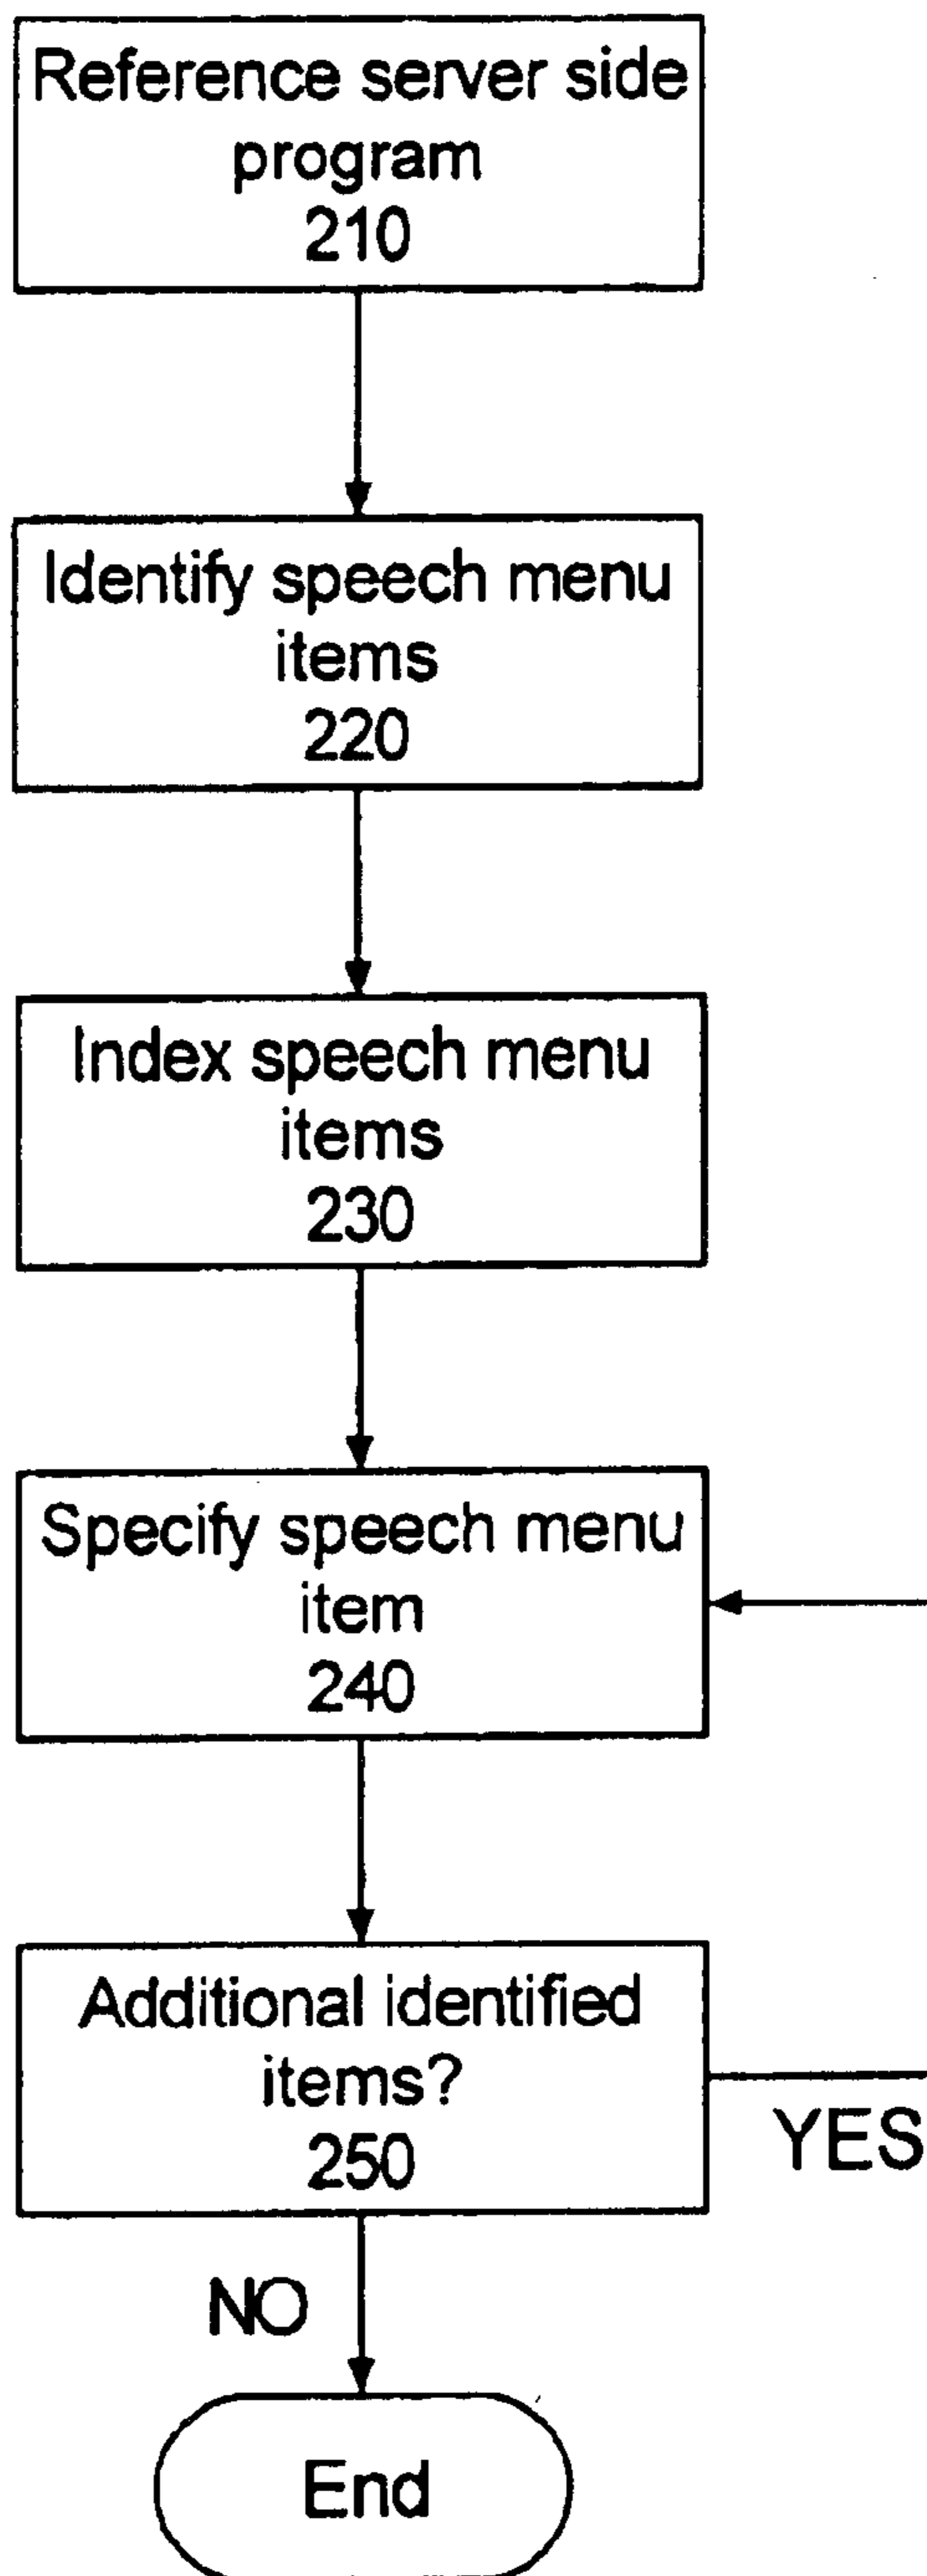 Reference server side
program
210
Identify speech menu
items
220
Index speech menu
items
230
Specify speech menu
item
240
Additional identified
items?
250
YES
NO
End